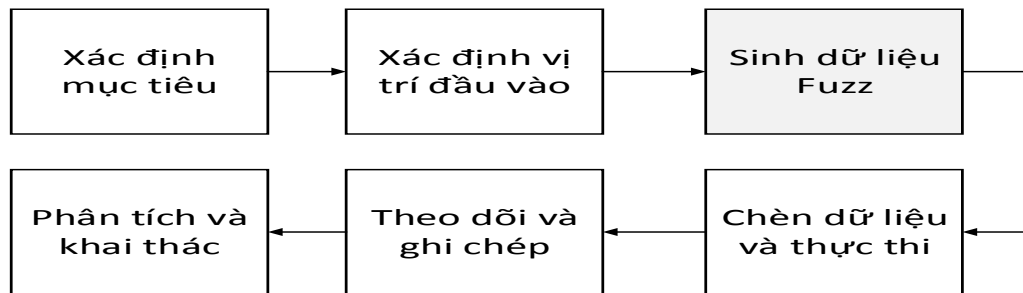 Xác định
mục tiêu
Xác định vị
trí đầu vào
Sinh dữ liệu
Fuzz
Chèn dữ liệu
và thực thi
Theo dõi và
ghi chép
Phân tích và
khai thác